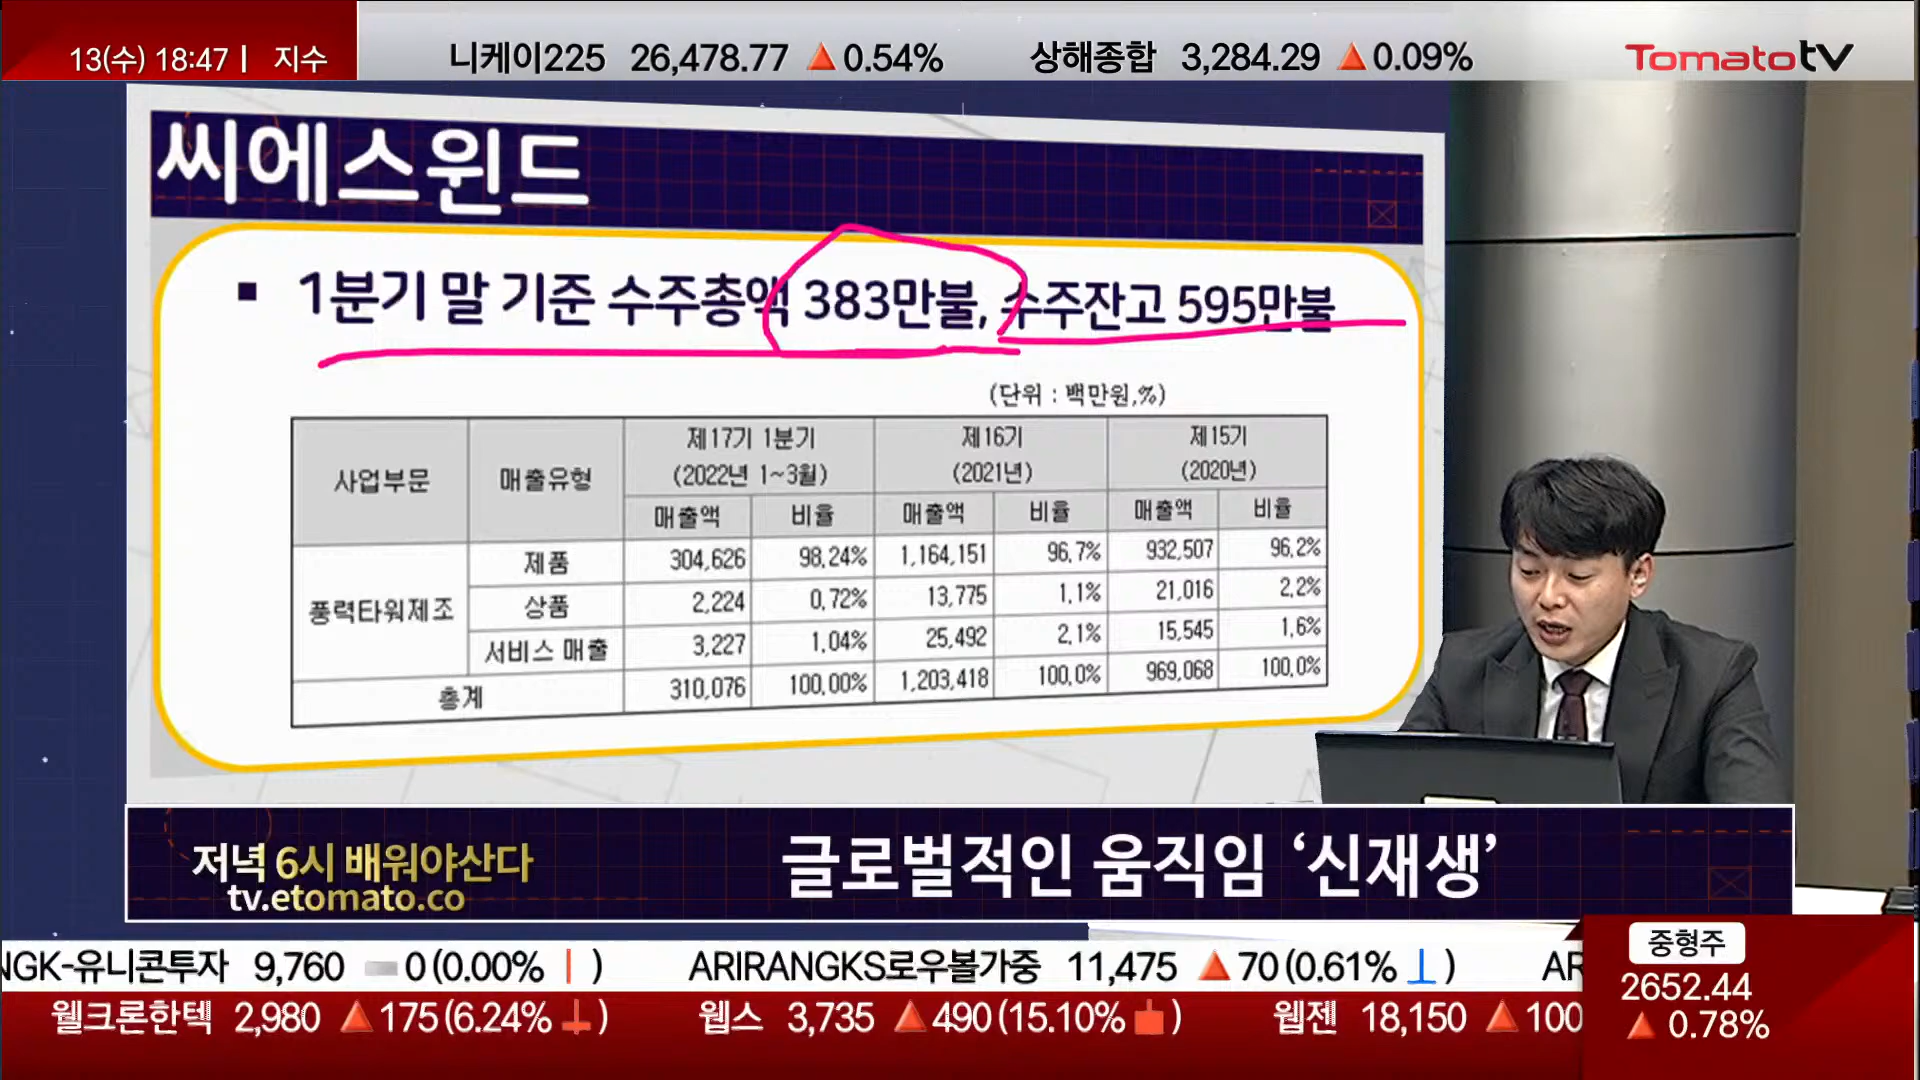 13(수) 18:47 | 지수
니케이225 26,478.77 ▲0.54% 상해종합 3,284.29 ▲0.09%
Tomatotv
씨에스윈드
▪ 1분기 말 기준 수주총액 383만불, 수주잔고 595만불
(단위 : 백만원,%)
사업부문 매출유형 제17기 1분기 (2022년 1~3월) 제16기 (2021년) 제15기 (2020년)
매출액 비율 매출액 비율 매출액 비율
풍력타워제조 제품 304,626 98.24% 1,164,151 96.7% 932,507 96.2%
상품 2,224 0.72% 13,775 1.1% 21,016 2.2%
서비스 매출 3,227 1.04% 25,492 2.1% 15,545 1.6%
총계 310,076 100.00% 1,203,418 100.0% 969,068 100.0%
저녁 6시 배워야산다
tv.etomato.co
글로벌적인 움직임 ‘신재생’
NGK-유니콘투자 9,760 0(0.00% ) ARIRANGKS로우볼가중 11,475 ▲70(0.61% ) AR
웰크론한텍 2,980 ▲175(6.24% ) 웹스 3,735 ▲490(15.10% ) 웹젠 18,150 ▲100
중형주
2652.44
▲0.78%